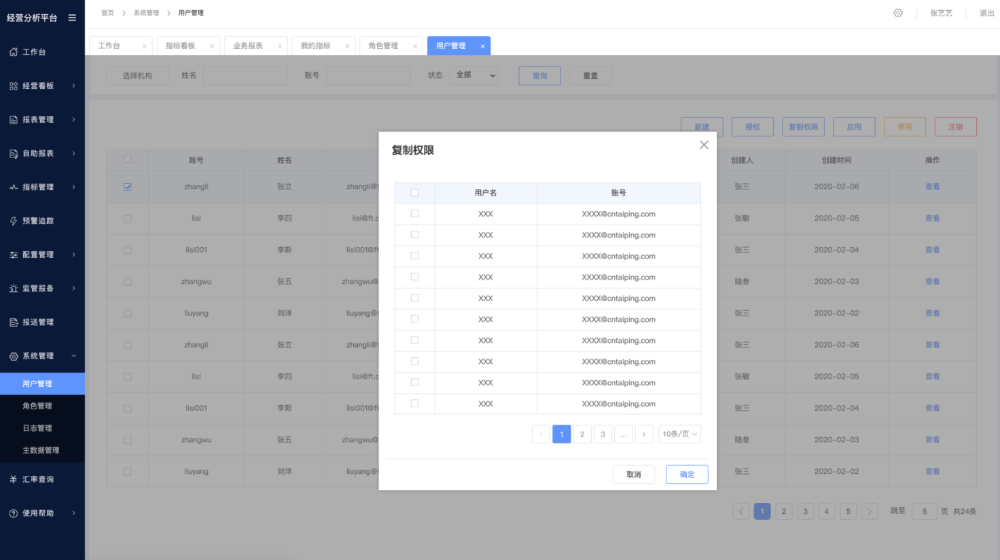 经营分析平台
首页 系统管理 用户管理
张艺艺 退出
工作台 指标看板 业务报表 我的指标 角色管理 用户管理
工作台
经营看板
报表管理
自助报表
指标管理
预警追踪
配置管理
监管报备
报送管理
系统管理
用户管理
角色管理
日志管理
主数据管理
汇率查询
使用帮助
选择机构 姓名 账号 状态 全部 查询 重置
新建 授权 复制权限 启用 停用 注销
账号 姓名 创建人 创建时间 操作
zhangli 张立 zhangli@f 张三 2020-02-06 查看
lisi 李四 lisi@ft.c 张敏 2020-02-05 查看
lisi001 李斯 lisi001@f 张三 2020-02-04 查看
zhangwu 张五 zhangwu@ 陆叁 2020-02-03 查看
liuyang 刘洋 liuyang@ 张三 2020-02-02 查看
zhangli 张立 zhangli@f 张三 2020-02-06 查看
lisi 李四 lisi@ft.c 张敏 2020-02-05 查看
lisi001 李斯 lisi001@f 张三 2020-02-04 查看
zhangwu 张五 zhangwu@ 陆叁 2020-02-03 查看
liuyang 刘洋 liuyang@ 张三 2020-02-02 查看
1 2 3 4 5 跳至 5 页 共24条
复制权限
用户名 账号
XXX XXXX@cntaiping.com
XXX XXXX@cntaiping.com
XXX XXXX@cntaiping.com
XXX XXXX@cntaiping.com
XXX XXXX@cntaiping.com
XXX XXXX@cntaiping.com
XXX XXXX@cntaiping.com
XXX XXXX@cntaiping.com
XXX XXXX@cntaiping.com
XXX XXXX@cntaiping.com
1 2 3 ... 10条/页
取消 确定